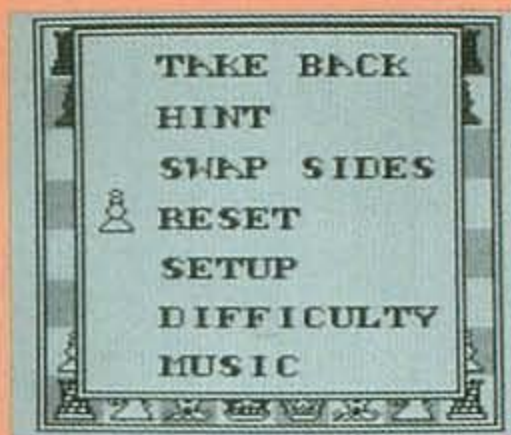 TAKE BACK
HINT
SWAP SIDES
RESET
SETUP
DIFFICULTY
MUSIC